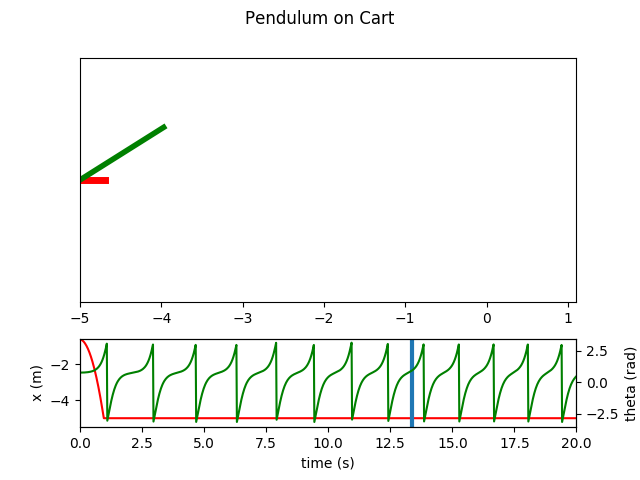 Pendulum on Cart
−5 −4 −3 −2 −1 0 1
x (m)
−2
−4
2.5
0.0
−2.5
theta (rad)
0.0 2.5 5.0 7.5 10.0 12.5 15.0 17.5 20.0
time (s)